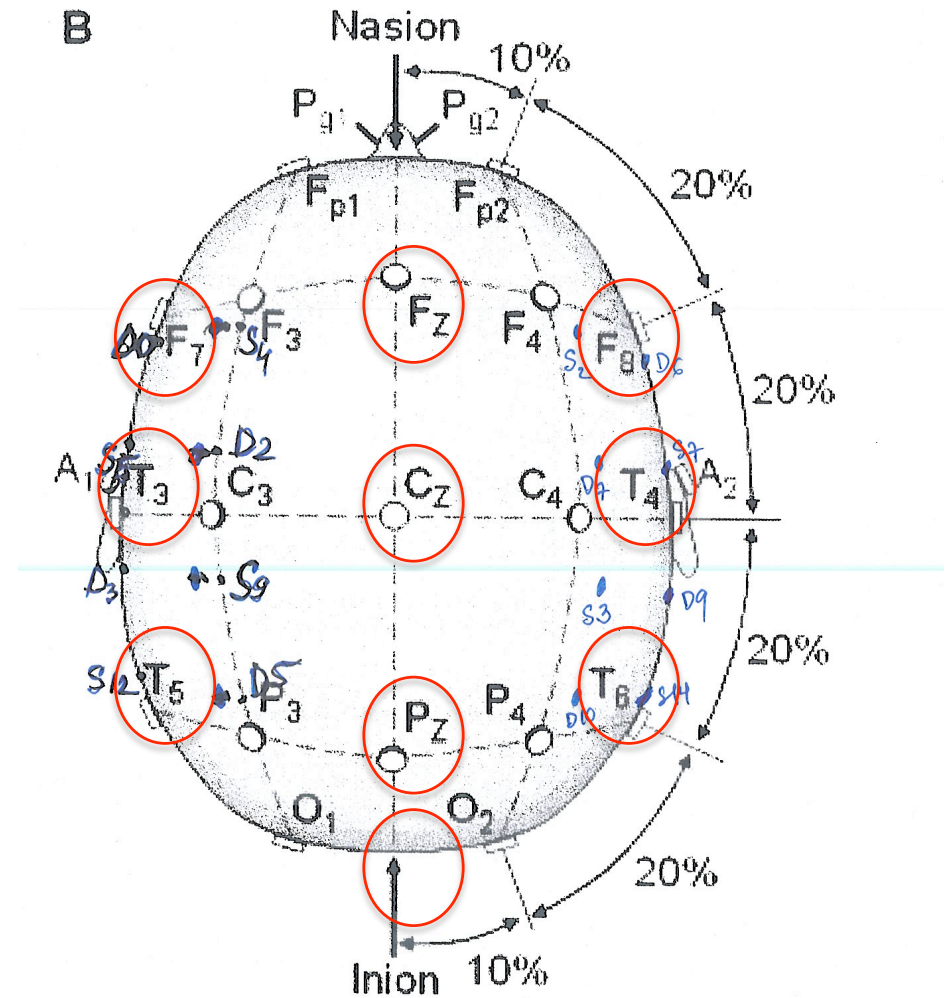 B
Nasion
10%
Pg1 Pg2
20%
Fp1 Fp2
FZ
F7 F3 F4 F8
S4 S2 D6
20%
D2 S7
A1 T3 C3 CZ C4 T4 A2
D7
D3 S9 S3 D9
20%
S12 T5 D5 T6 S14
P3 PZ P4 D10
O1 O2
20%
Inion 10%